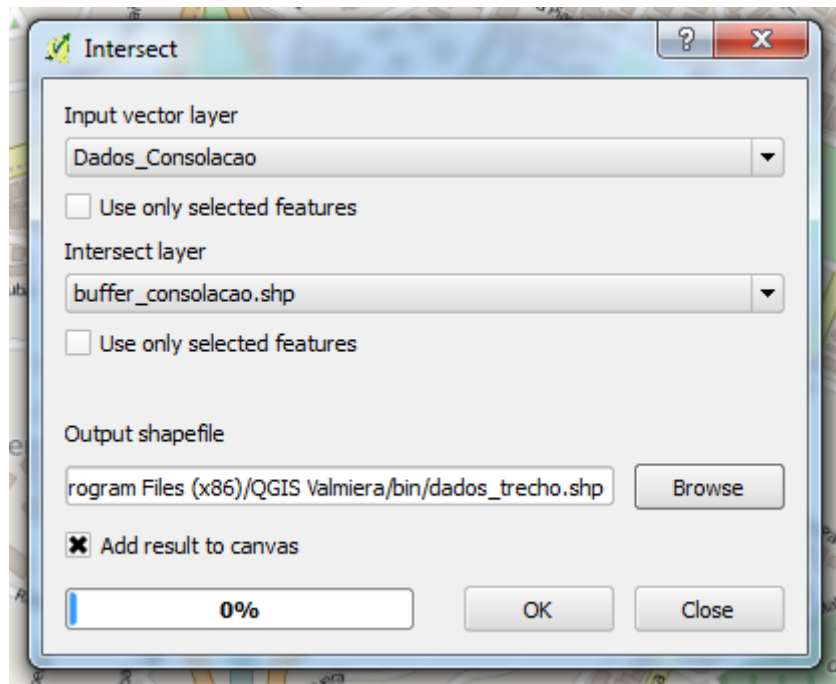 Intersect
Input vector layer
Dados_Consolacao
Use only selected features
Intersect layer
buffer_consolacao.shp
Use only selected features
Output shapefile
rogram Files (x86)/QGIS Valmiera/bin/dados_trecho.shp
Browse
Add result to canvas
0%
OK
Close